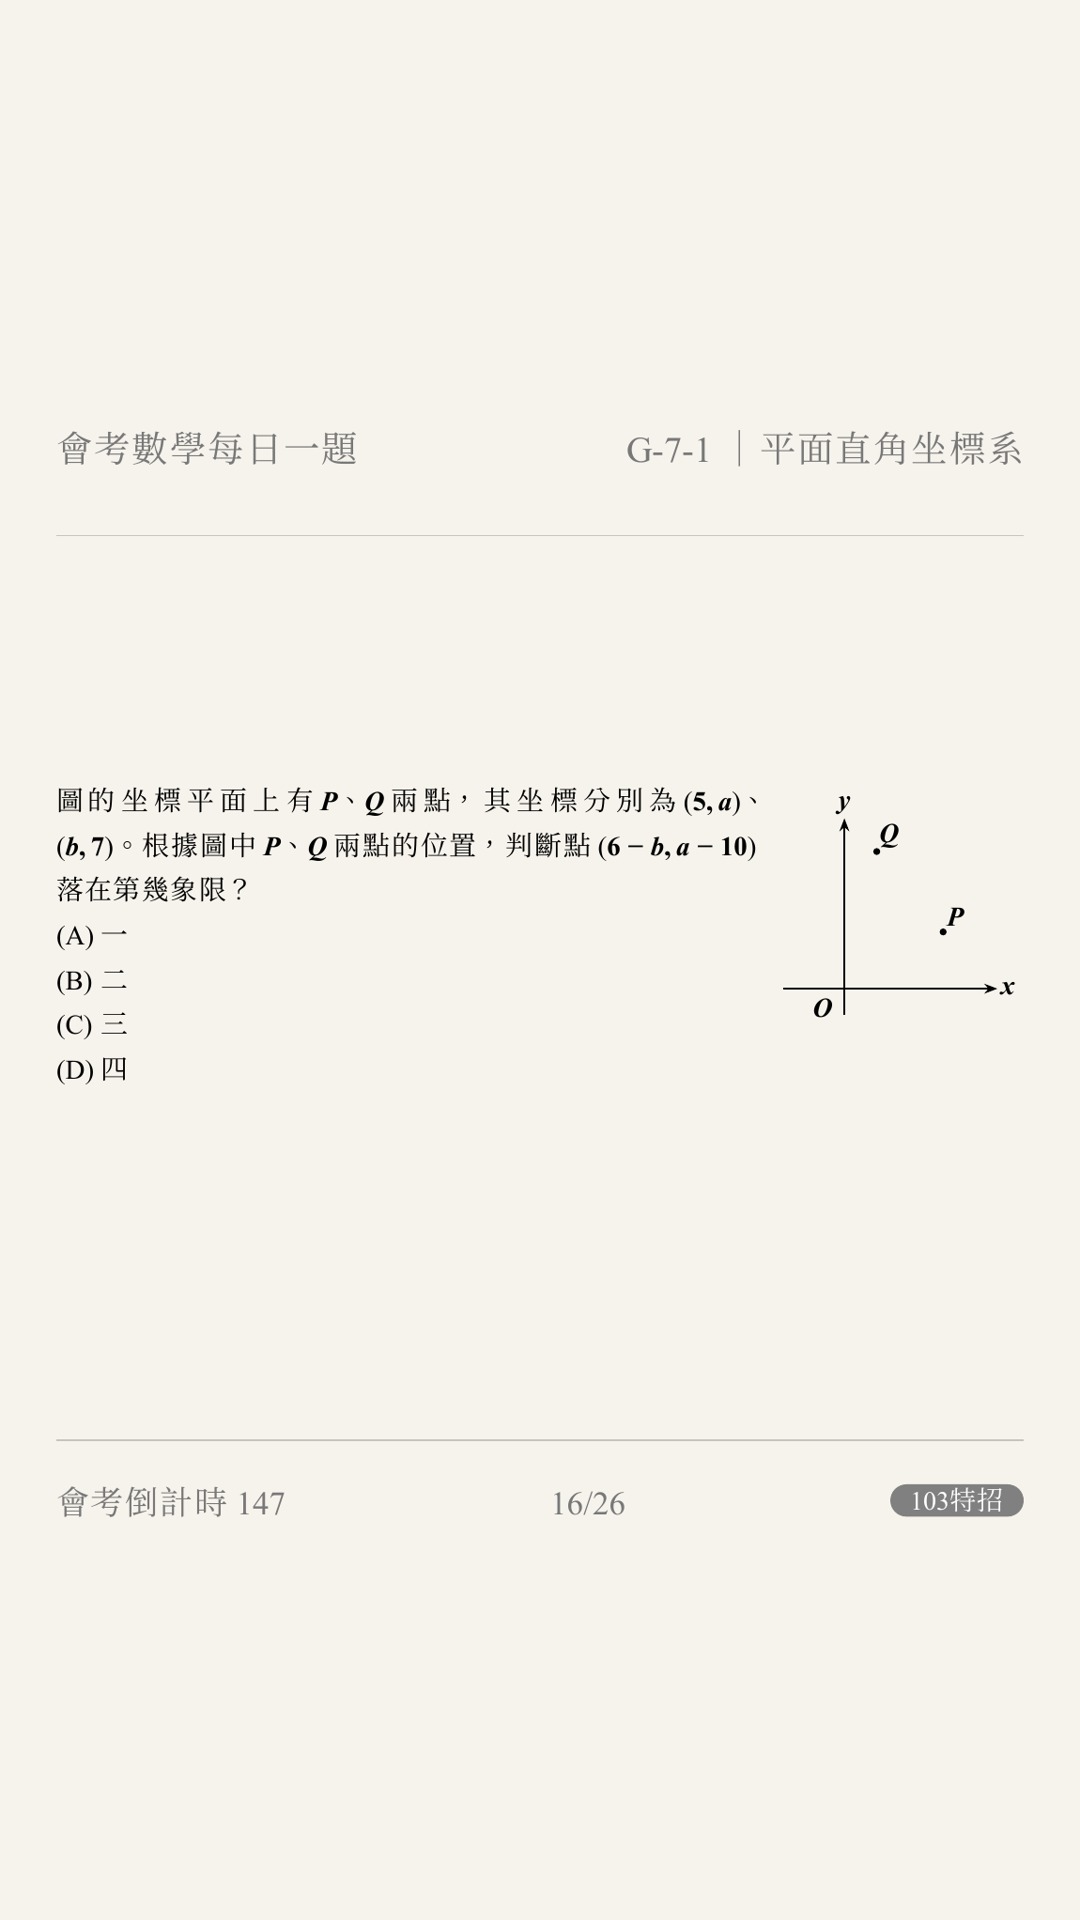 會考數學每日一題
G-7-1｜平面直角坐標系
圖的坐標平面上有 P、Q 兩點，其坐標分別為 (5, a)、
(b, 7)。根據圖中 P、Q 兩點的位置，判斷點 (6 − b, a − 10)
落在第幾象限？
(A) 一
(B) 二
(C) 三
(D) 四
y
Q
P
x
O
會考倒計時 147
16/26
103特招